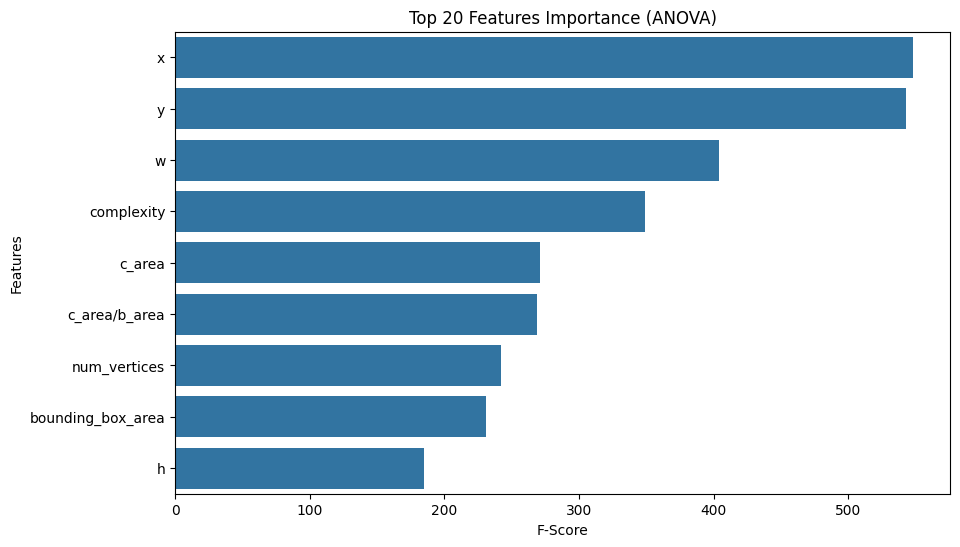 Top 20 Features Importance (ANOVA)
Features
x
y
w
complexity
c_area
c_area/b_area
num_vertices
bounding_box_area
h
0 100 200 300 400 500
F-Score